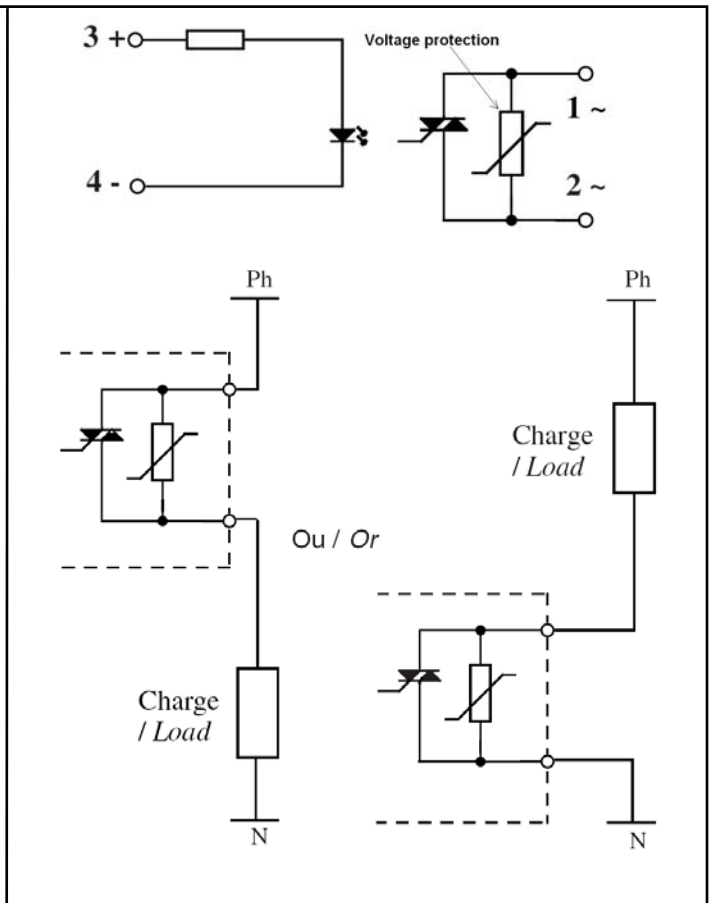 3 +
Voltage protection
1 ~
4 -
2 ~
Ph
Ph
Charge
/ Load
Ou / Or
Charge
/ Load
N
N